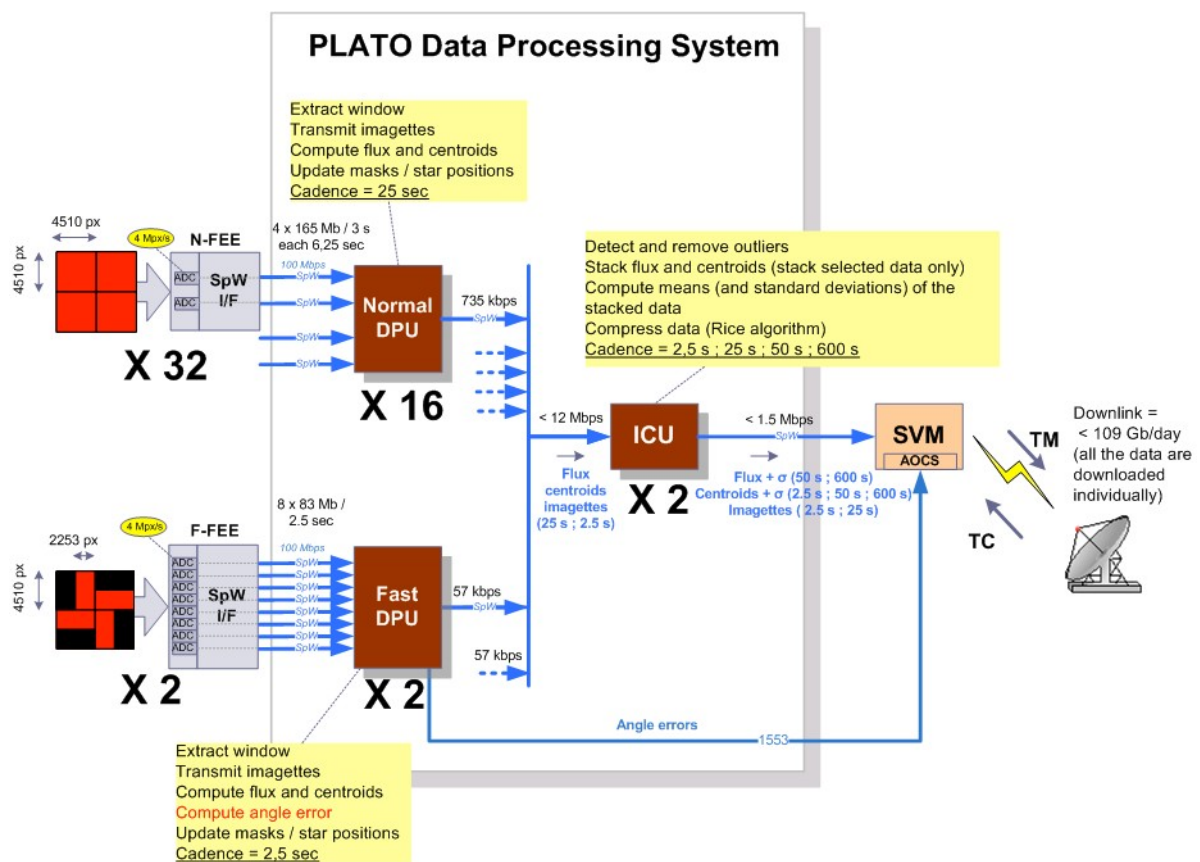 PLATO Data Processing System
Extract window
Transmit imagettes
Compute flux and centroids
Update masks / star positions
Cadence = 25 sec
4510 px
4510 px
4 Mpx/s
N-FEE
ADC
ADC
SpW
I/F
X 32
4 x 165 Mb / 3 s
each 6,25 sec
100 Mbps
SpW
SpW
SpW
SpW
Normal
DPU
X 16
735 kbps
SpW
Detect and remove outliers
Stack flux and centroids (stack selected data only)
Compute means (and standard deviations) of the
stacked data
Compress data (Rice algorithm)
Cadence = 2,5 s ; 25 s ; 50 s ; 600 s
< 12 Mbps
Flux
centroids
imagettes
(25 s ; 2.5 s)
ICU
X 2
< 1.5 Mbps
SpW
Flux + σ (50 s ; 600 s)
Centroids + σ (2.5 s ; 50 s ; 600 s)
Imagettes ( 2.5 s ; 25 s)
SVM
AOCS
TM
TC
Downlink =
< 109 Gb/day
(all the data are
downloaded
individually)
2253 px
4510 px
4 Mpx/s
F-FEE
ADC
ADC
ADC
ADC
ADC
ADC
ADC
ADC
SpW
I/F
X 2
8 x 83 Mb /
2.5 sec
100 Mbps
SpW
SpW
SpW
SpW
SpW
SpW
SpW
SpW
Fast
DPU
X 2
57 kbps
SpW
57 kbps
Angle errors
1553
Extract window
Transmit imagettes
Compute flux and centroids
Compute angle error
Update masks / star positions
Cadence = 2,5 sec